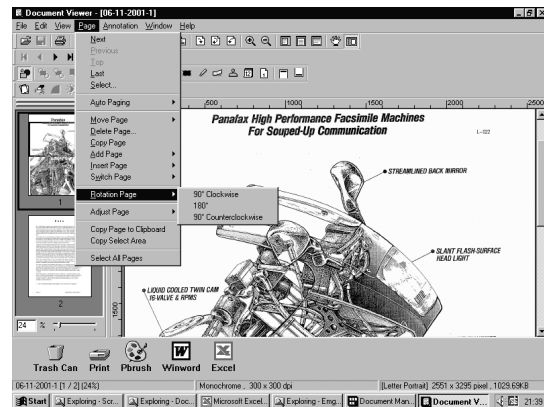 Document Viewer - [06-11-2001-1]
File Edit View Page Annotation Window Help
Next
Previous
Top
Last
Select...
Auto Paging
Move Page
Delete Page...
Copy Page
Add Page
Insert Page
Switch Page
Rotation Page
90° Clockwise
180°
90° Counterclockwise
Adjust Page
Copy Page to Clipboard
Copy Select Area
Select All Pages
500 1000 1500 2000 2500
Panafax
1
2
24 %
1500
Panafax High Performance Facsimile Machines
For Souped-Up Communication
STREAMLINED BACK MIRROR
SLANT FLASH-SURFACE
HEAD LIGHT
LIQUID COOLED TWIN CAM
16-VALVE & RPMS
Trash Can Print Pbrush Winword Excel
06-11-2001-1 [1 / 2] (24%) Monochrome , 300 x 300 dpi [Letter Portrait] 2551 x 3295 pixel , 1029.69KB
Start Exploring - Scr... Exploring - Doc... Microsoft Excel... Exploring - Emg... Document Man... Document V... 21:39